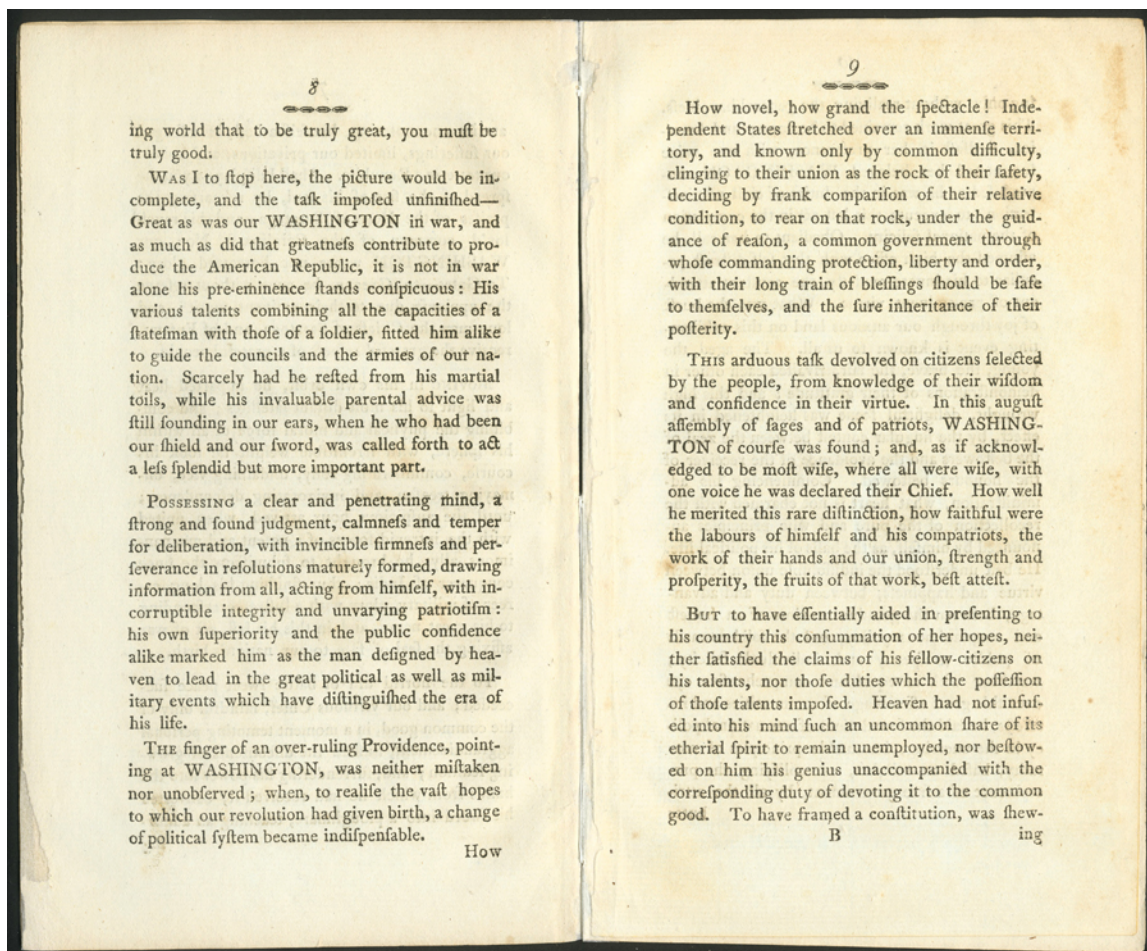 8
ing world that to be truly great, you muſt be
truly good.
WAS I to ſtop here, the picture would be in-
complete, and the taſk impoſed unfiniſhed—
Great as was our WASHINGTON in war, and
as much as did that greatneſs contribute to pro-
duce the American Republic, it is not in war
alone his pre-eminence ſtands conſpicuous: His
various talents combining all the capacities of a
ſtateſman with thoſe of a ſoldier, fitted him alike
to guide the councils and the armies of our na-
tion. Scarcely had he reſted from his martial
toils, while his invaluable parental advice was
ſtill ſounding in our ears, when he who had been
our ſhield and our ſword, was called forth to act
a leſs ſplendid but more important part.
POSSESSING a clear and penetrating mind, a
ſtrong and ſound judgment, calmneſs and temper
for deliberation, with invincible firmneſs and per-
ſeverance in reſolutions maturely formed, drawing
information from all, acting from himſelf, with in-
corruptible integrity and unvarying patriotiſm:
his own ſuperiority and the public confidence
alike marked him as the man deſigned by hea-
ven to lead in the great political as well as mil-
itary events which have diſtinguiſhed the era of
his life.
THE finger of an over-ruling Providence, point-
ing at WASHINGTON, was neither miſtaken
nor unobſerved; when, to realiſe the vaſt hopes
to which our revolution had given birth, a change
of political ſyſtem became indiſpenſable.
How
9
How novel, how grand the ſpectacle! Inde-
pendent States ſtretched over an immenſe terri-
tory, and known only by common difficulty,
clinging to their union as the rock of their ſafety,
deciding by frank compariſon of their relative
condition, to rear on that rock, under the guid-
ance of reaſon, a common government through
whoſe commanding protection, liberty and order,
with their long train of bleſſings ſhould be ſafe
to themſelves, and the ſure inheritance of their
poſterity.
THIS arduous taſk devolved on citizens ſelected
by the people, from knowledge of their wiſdom
and confidence in their virtue. In this auguſt
aſſembly of ſages and of patriots, WASHING-
TON of courſe was found; and, as if acknowl-
edged to be moſt wiſe, where all were wiſe, with
one voice he was declared their Chief. How well
he merited this rare diſtinction, how faithful were
the labours of himſelf and his compatriots, the
work of their hands and our union, ſtrength and
proſperity, the fruits of that work, beſt atteſt.
BUT to have eſſentially aided in preſenting to
his country this conſummation of her hopes, nei-
ther ſatisfied the claims of his fellow-citizens on
his talents, nor thoſe duties which the poſſeſſion
of thoſe talents impoſed. Heaven had not infuſ-
ed into his mind ſuch an uncommon ſhare of its
etherial ſpirit to remain unemployed, nor beſtow-
ed on him his genius unaccompanied with the
correſponding duty of devoting it to the common
good. To have framed a conſtitution, was ſhew-
B ing